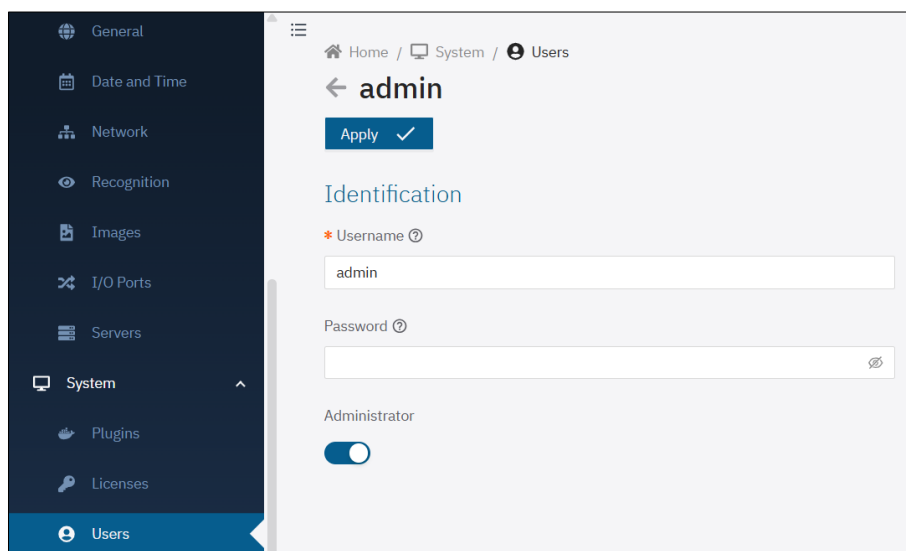 General
Date and Time
Network
Recognition
Images
I/O Ports
Servers
System
Plugins
Licenses
Users
Home / System / Users
admin
Apply
Identification
* Username
admin
Password
Administrator